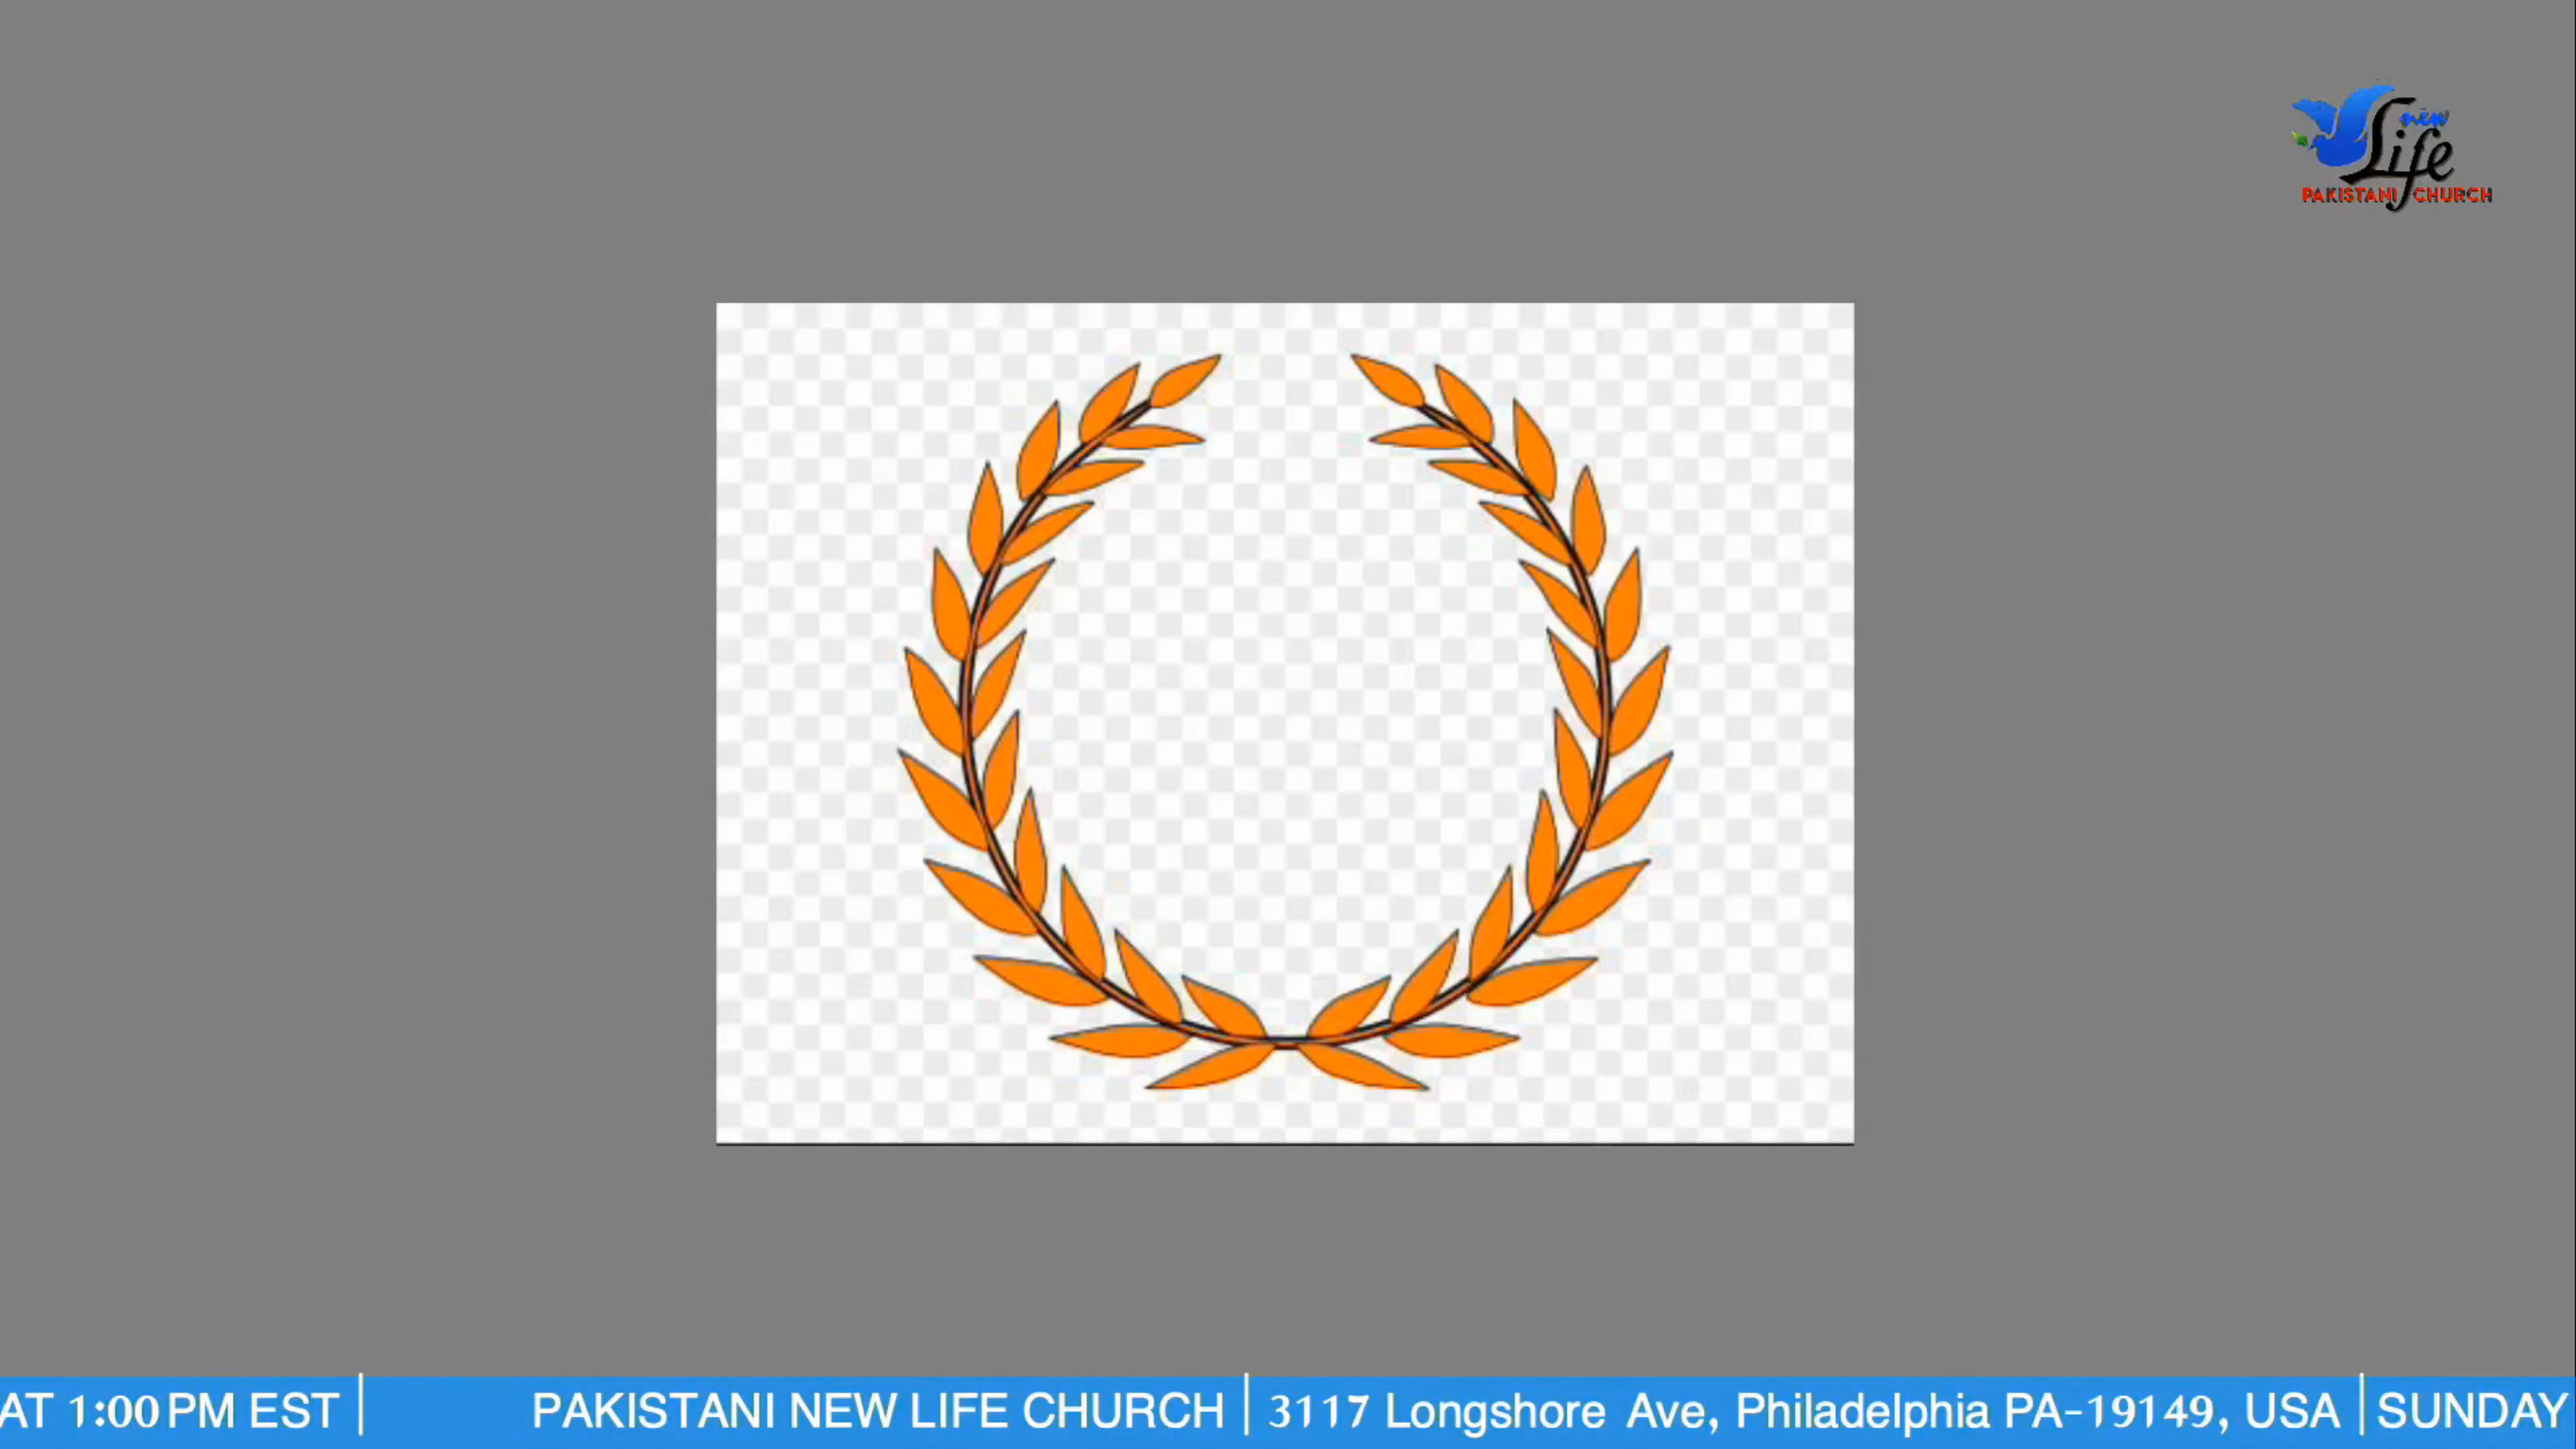 new
Life
PAKISTANI CHURCH
AT 1:00 PM EST | PAKISTANI NEW LIFE CHURCH | 3117 Longshore Ave, Philadelphia PA-19149, USA | SUNDAY